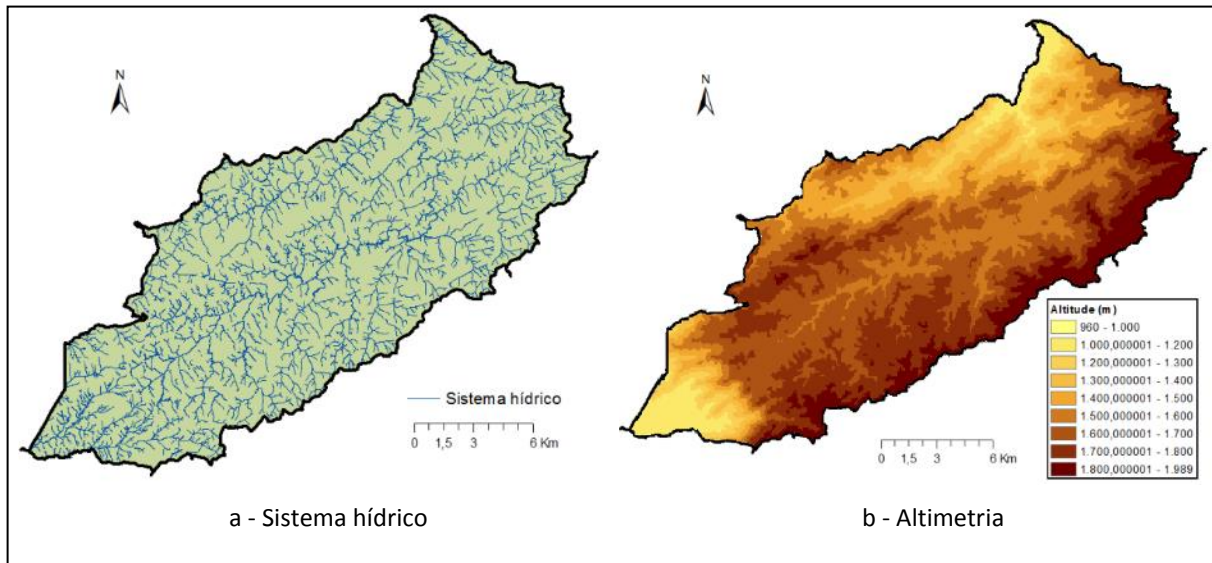 N
Sistema hídrico
0 1,5 3 6 Km
a - Sistema hídrico
N
Altitude (m)
960 - 1.000
1.000,000001 - 1.200
1.200,000001 - 1.300
1.300,000001 - 1.400
1.400,000001 - 1.500
1.500,000001 - 1.600
1.600,000001 - 1.700
1.700,000001 - 1.800
1.800,000001 - 1.989
0 1,5 3 6 Km
b - Altimetria